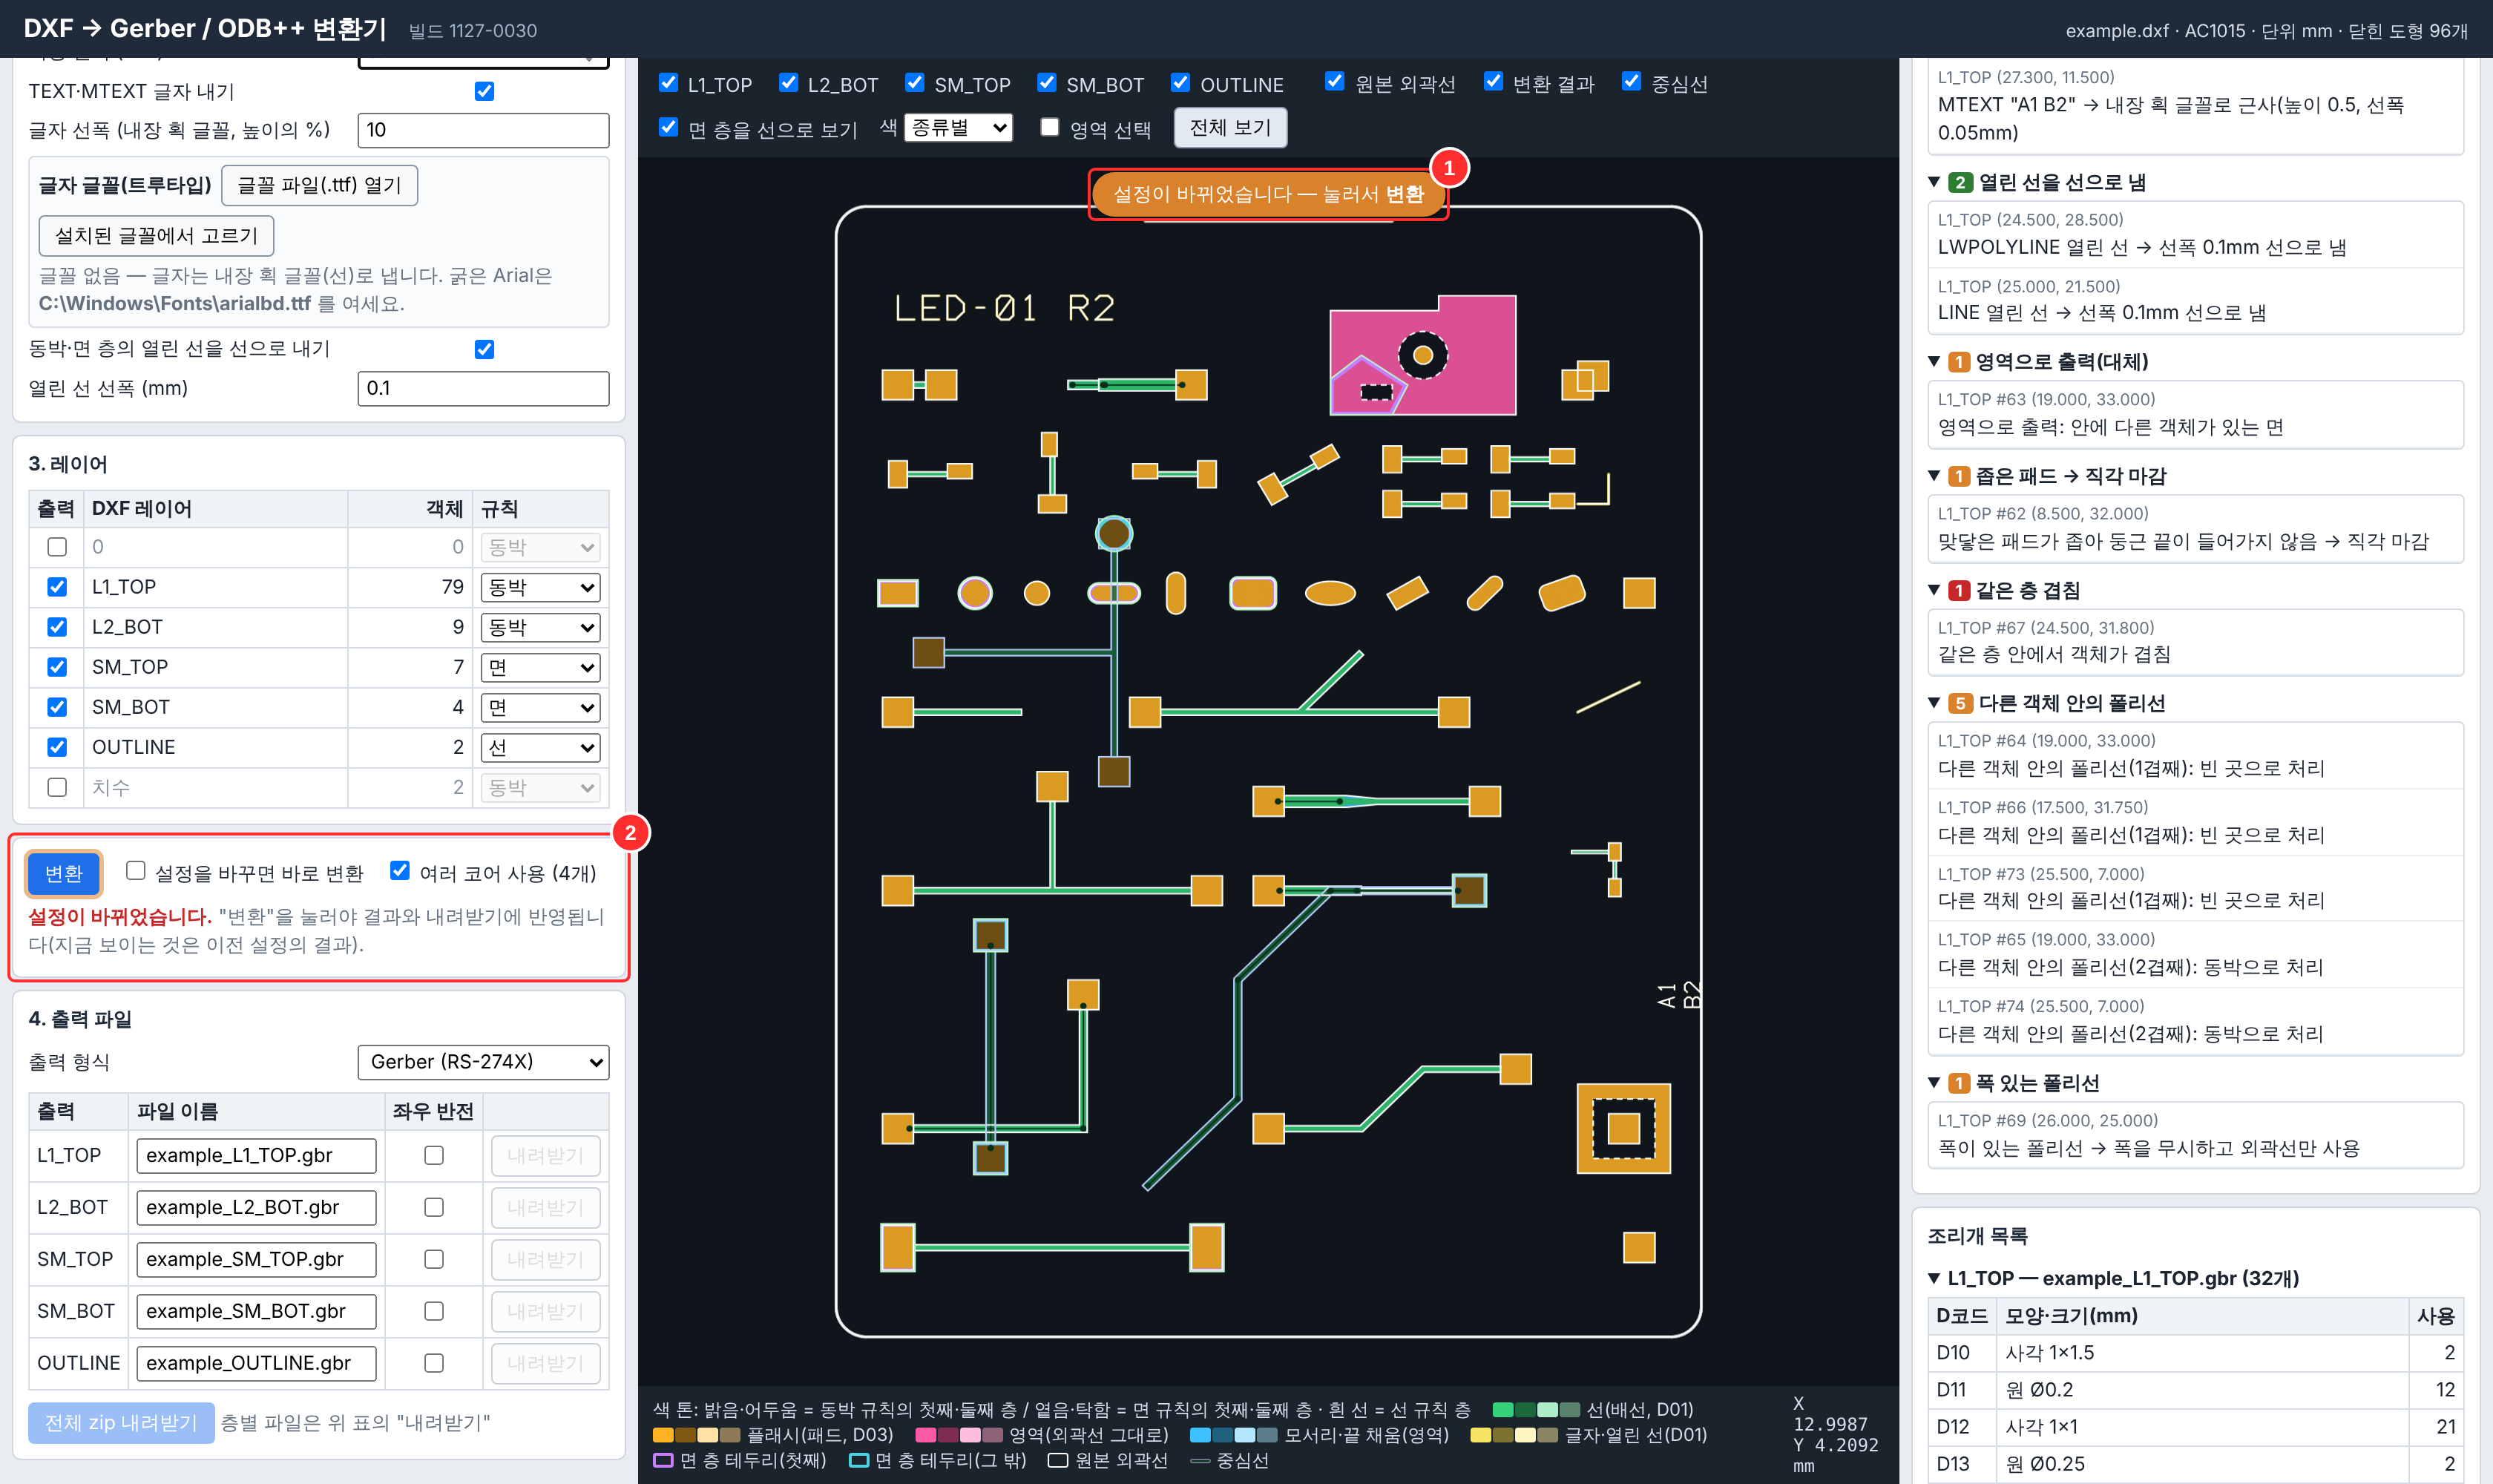 DXF → Gerber / ODB++ 변환기 빌드 1127-0030
example.dxf · AC1015 · 단위 mm · 닫힌 도형 96개
TEXT·MTEXT 글자 내기
글자 선폭 (내장 획 글꼴, 높이의 %) 10
글자 글꼴(트루타입) 글꼴 파일(.ttf) 열기
설치된 글꼴에서 고르기
글꼴 없음 — 글자는 내장 획 글꼴(선)로 냅니다. 굵은 Arial은
C:\Windows\Fonts\arialbd.ttf 를 여세요.
동박·면 층의 열린 선을 선으로 내기
열린 선 선폭 (mm) 0.1
3. 레이어
출력 DXF 레이어 객체 규칙
0 0 동박
L1_TOP 79 동박
L2_BOT 9 동박
SM_TOP 7 면
SM_BOT 4 면
OUTLINE 2 선
치수 2 동박
2
변환 설정을 바꾸면 바로 변환 여러 코어 사용 (4개)
설정이 바뀌었습니다. "변환"을 눌러야 결과와 내려받기에 반영됩니
다(지금 보이는 것은 이전 설정의 결과).
4. 출력 파일
출력 형식 Gerber (RS-274X)
출력 파일 이름 좌우 반전
L1_TOP example_L1_TOP.gbr 내려받기
L2_BOT example_L2_BOT.gbr 내려받기
SM_TOP example_SM_TOP.gbr 내려받기
SM_BOT example_SM_BOT.gbr 내려받기
OUTLINE example_OUTLINE.gbr 내려받기
전체 zip 내려받기 층별 파일은 위 표의 "내려받기"
L1_TOP L2_BOT SM_TOP SM_BOT OUTLINE 원본 외곽선 변환 결과 중심선
면 층을 선으로 보기 색 종류별 영역 선택 전체 보기
1
설정이 바뀌었습니다 — 눌러서 변환
LED-01 R2
A1
B2
색 톤: 밝음·어두움 = 동박 규칙의 첫째·둘째 층 / 옅음·탁함 = 면 규칙의 첫째·둘째 층 · 흰 선 = 선 규칙 층 선(배선, D01)
플래시(패드, D03) 영역(외곽선 그대로) 모서리·끝 채움(영역) 글자·열린 선(D01)
면 층 테두리(첫째) 면 층 테두리(그 밖) 원본 외곽선 중심선
X
12.9987
Y 4.2092
mm
L1_TOP (27.300, 11.500)
MTEXT "A1 B2" → 내장 획 글꼴로 근사(높이 0.5, 선폭
0.05mm)
2 열린 선을 선으로 냄
L1_TOP (24.500, 28.500)
LWPOLYLINE 열린 선 → 선폭 0.1mm 선으로 냄
L1_TOP (25.000, 21.500)
LINE 열린 선 → 선폭 0.1mm 선으로 냄
1 영역으로 출력(대체)
L1_TOP #63 (19.000, 33.000)
영역으로 출력: 안에 다른 객체가 있는 면
1 좁은 패드 → 직각 마감
L1_TOP #62 (8.500, 32.000)
맞닿은 패드가 좁아 둥근 끝이 들어가지 않음 → 직각 마감
1 같은 층 겹침
L1_TOP #67 (24.500, 31.800)
같은 층 안에서 객체가 겹침
5 다른 객체 안의 폴리선
L1_TOP #64 (19.000, 33.000)
다른 객체 안의 폴리선(1겹째): 빈 곳으로 처리
L1_TOP #66 (17.500, 31.750)
다른 객체 안의 폴리선(1겹째): 빈 곳으로 처리
L1_TOP #73 (25.500, 7.000)
다른 객체 안의 폴리선(1겹째): 빈 곳으로 처리
L1_TOP #65 (19.000, 33.000)
다른 객체 안의 폴리선(2겹째): 동박으로 처리
L1_TOP #74 (25.500, 7.000)
다른 객체 안의 폴리선(2겹째): 동박으로 처리
1 폭 있는 폴리선
L1_TOP #69 (26.000, 25.000)
폭이 있는 폴리선 → 폭을 무시하고 외곽선만 사용
조리개 목록
L1_TOP — example_L1_TOP.gbr (32개)
D코드 모양·크기(mm) 사용
D10 사각 1×1.5 2
D11 원 Ø0.2 12
D12 사각 1×1 21
D13 원 Ø0.25 2